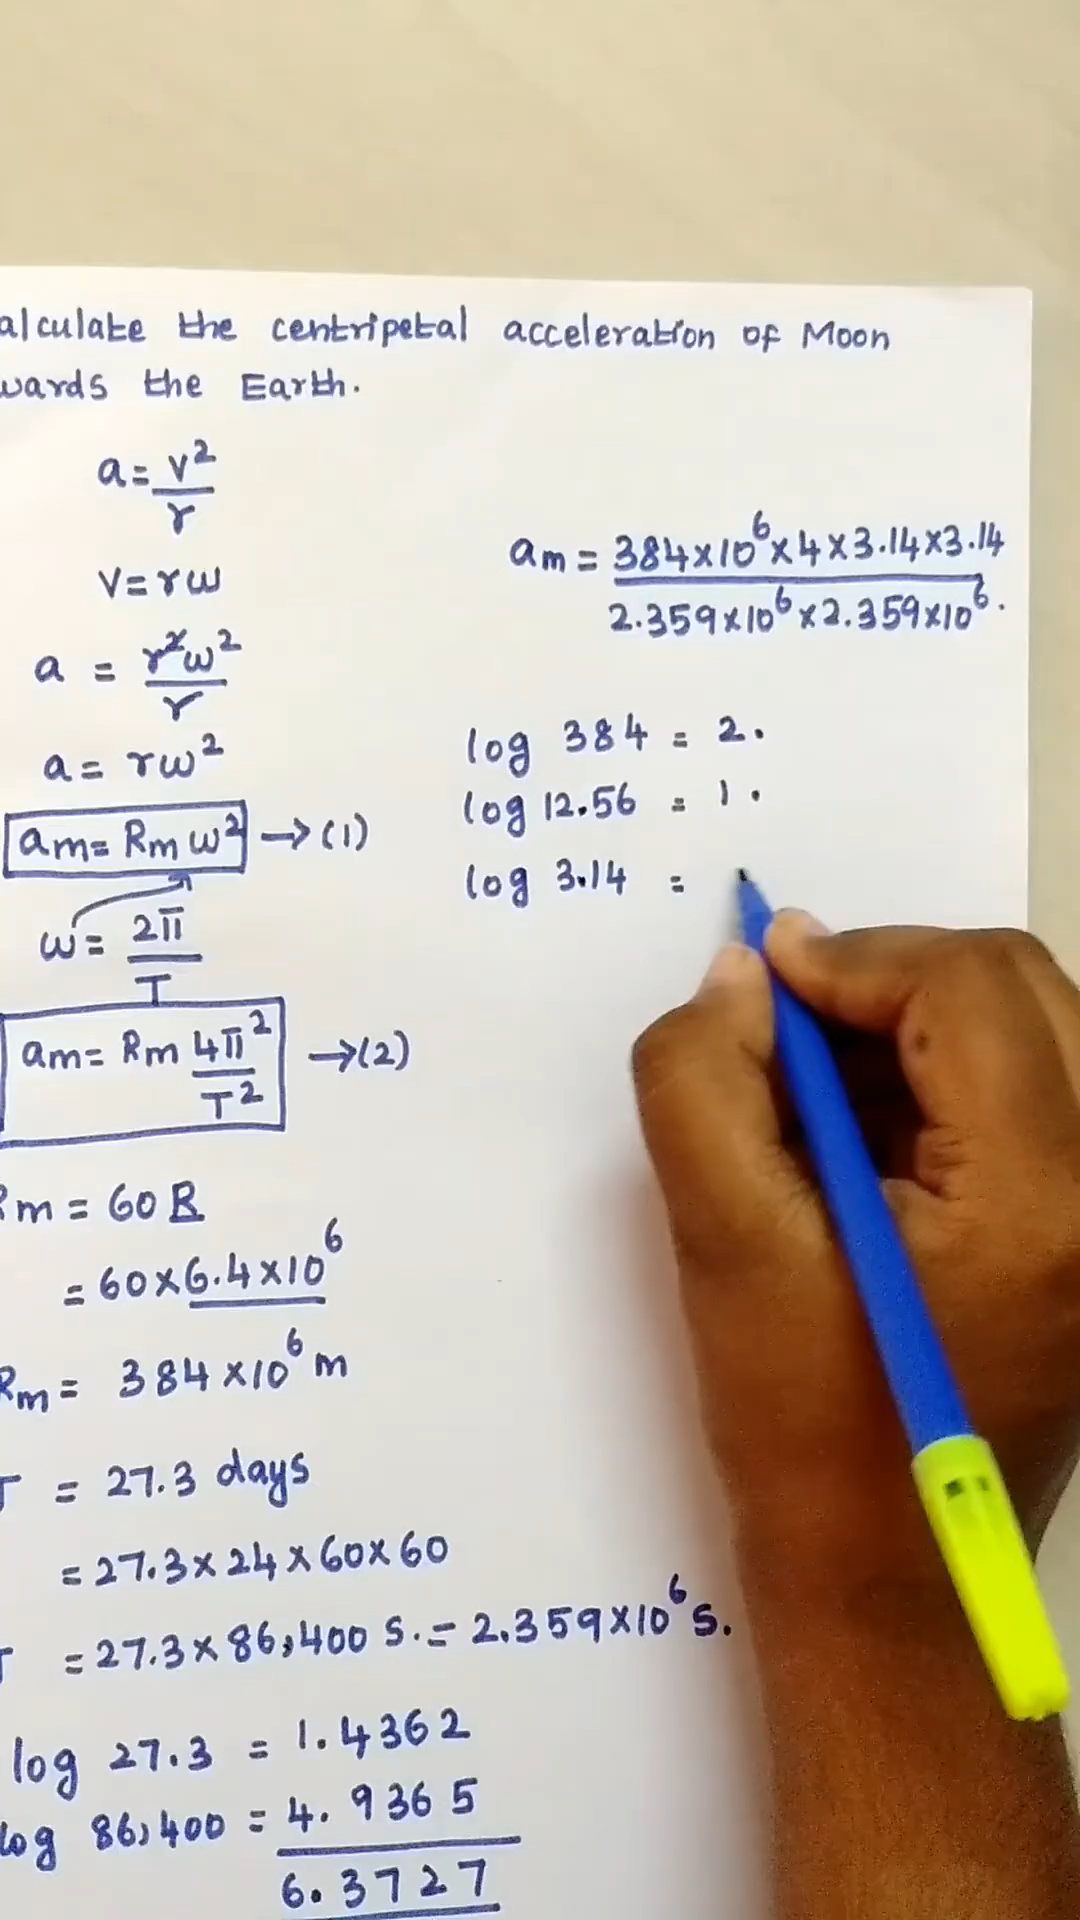 alculate the centripetal acceleration of Moon
wards the Earth.
a = v²/r
v = rω
a = r²ω²/r
a = rω²
am = Rm ω² → (1)
ω = 2π/T
am = Rm 4π²/T² → (2)
Rm = 60 R
= 60 × 6.4 × 10⁶
Rm = 384 × 10⁶ m
T = 27.3 days
= 27.3 × 24 × 60 × 60
T = 27.3 × 86,400 s. = 2.359 × 10⁶ s.
log 27.3 = 1.4362
log 86,400 = 4.9365
6.3727
am = 384×10⁶×4×3.14×3.14 / 2.359×10⁶×2.359×10⁶.
log 384 = 2.
log 12.56 = 1.
log 3.14 =